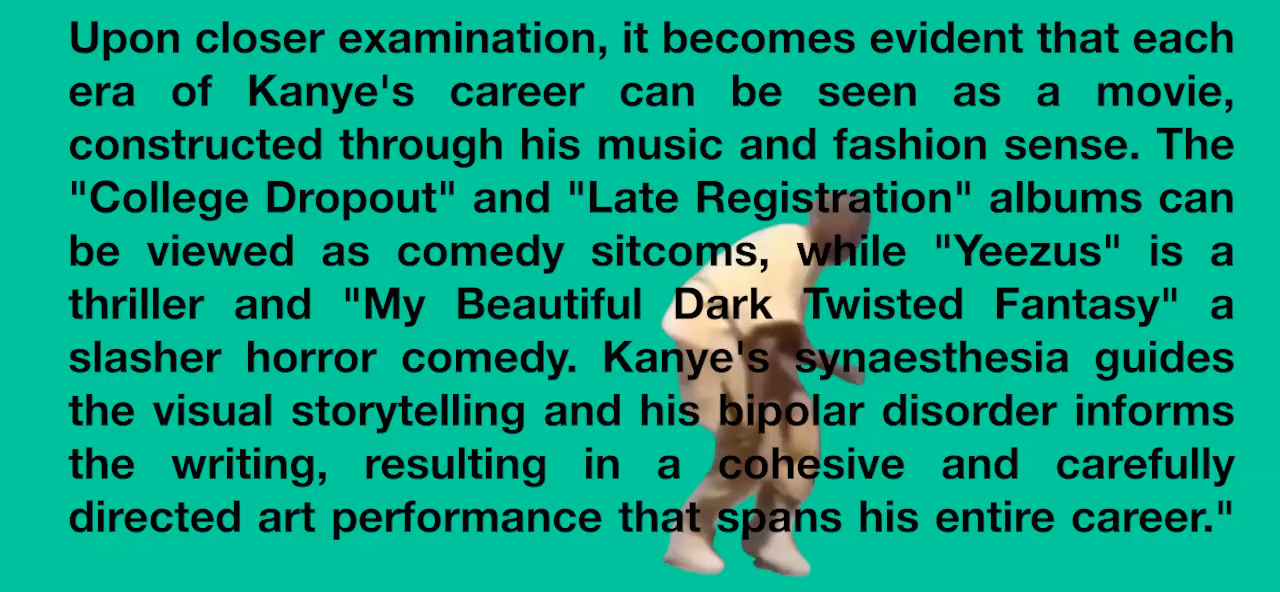 Upon closer examination, it becomes evident that each
era of Kanye's career can be seen as a movie,
constructed through his music and fashion sense. The
"College Dropout" and "Late Registration" albums can
be viewed as comedy sitcoms, while "Yeezus" is a
thriller and "My Beautiful Dark Twisted Fantasy" a
slasher horror comedy. Kanye's synaesthesia guides
the visual storytelling and his bipolar disorder informs
the writing, resulting in a cohesive and carefully
directed art performance that spans his entire career."